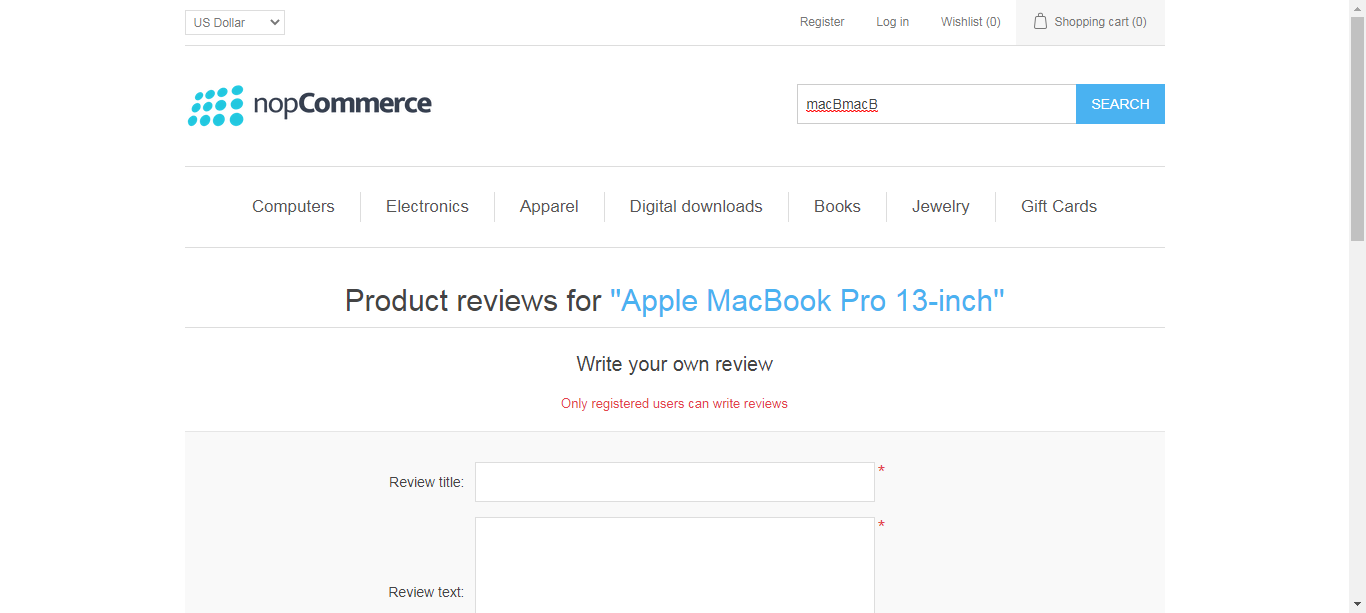 US Dollar
Register
Log in
Wishlist (0)
Shopping cart (0)
nopCommerce
macBmacB
SEARCH
Computers
Electronics
Apparel
Digital downloads
Books
Jewelry
Gift Cards
Product reviews for "Apple MacBook Pro 13-inch"
Write your own review
Only registered users can write reviews
Review title:
*
*
Review text: